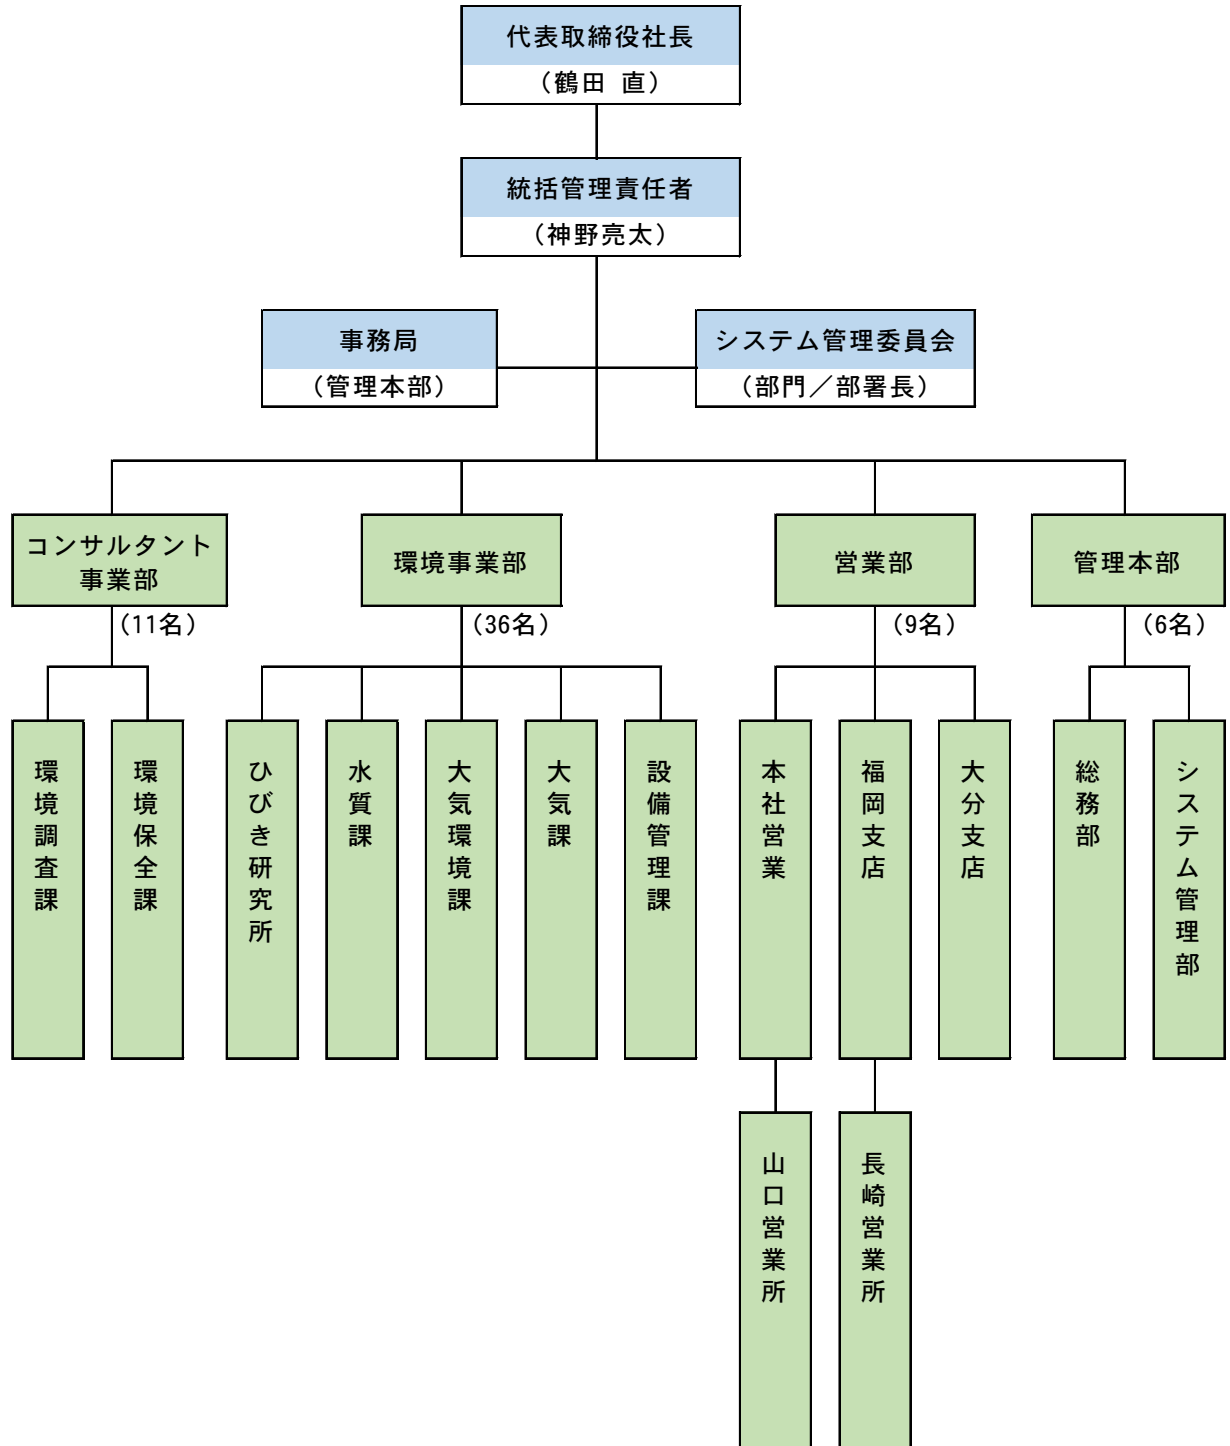 代表取締役社長
（鶴田 直）
統括管理責任者
（神野亮太）
事務局
（管理本部）
システム管理委員会
（部門／部署長）
コンサルタント
事業部
（11名）
環境事業部
（36名）
営業部
（9名）
管理本部
（6名）
環境調査課
環境保全課
ひびき研究所
水質課
大気環境課
大気課
設備管理課
本社営業
福岡支店
大分支店
総務部
システム管理部
山口営業所
長崎営業所